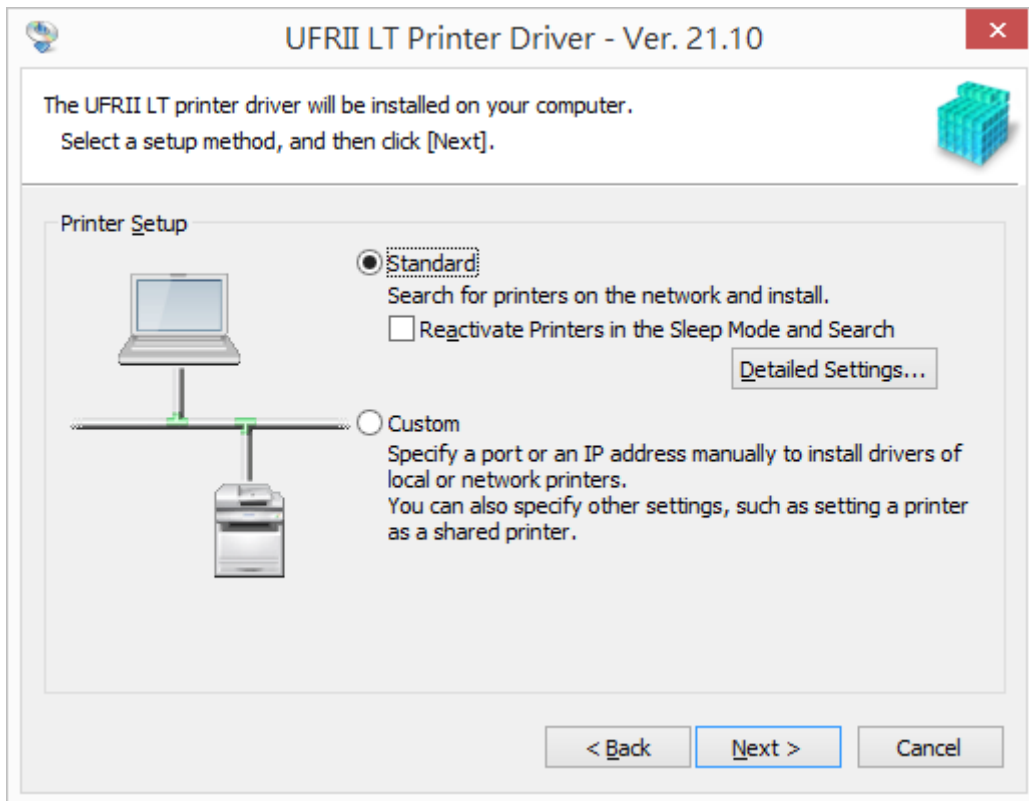 UFRII LT Printer Driver - Ver. 21.10
The UFRII LT printer driver will be installed on your computer.
Select a setup method, and then click [Next].
Printer Setup
Standard
Search for printers on the network and install.
Reactivate Printers in the Sleep Mode and Search
Detailed Settings...
Custom
Specify a port or an IP address manually to install drivers of
local or network printers.
You can also specify other settings, such as setting a printer
as a shared printer.
< Back
Next >
Cancel